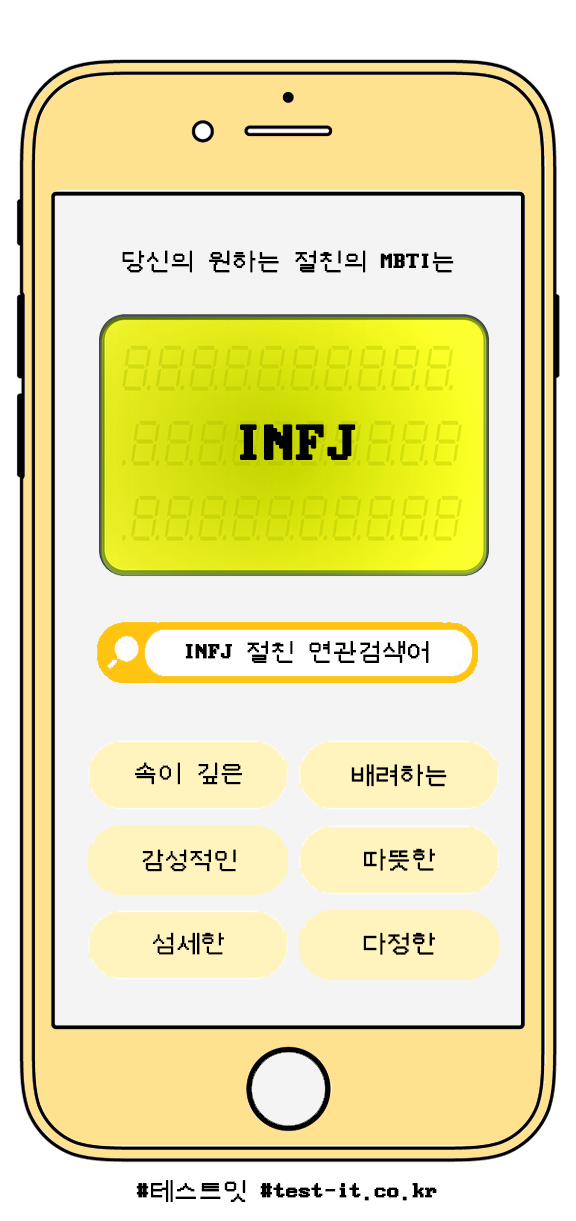 당신의 원하는 절친의 MBTI는
INFJ
INFJ 절친 연관검색어
속이 깊은 배려하는
감성적인 따뜻한
섬세한 다정한
#테스트잇 #test-it.co.kr